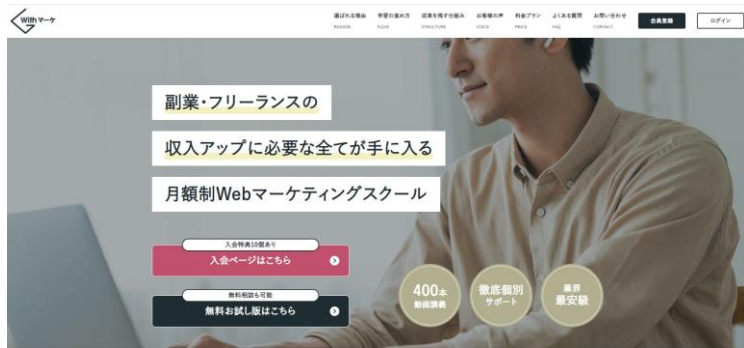 Withマーケ
選ばれる理由 学習の進め方 成果を残す仕組み お客様の声 料金プラン よくある質問 お問い合わせ 会員登録 ログイン
REASON FLOW STRUCTURE VOICE PRICE FAQ CONTACT
副業・フリーランスの
収入アップに必要な全てが手に入る
月額制Webマーケティングスクール
入会特典10個あり
入会ページはこちら
無料相談も可能
無料お試し版はこちら
400本
動画講義
徹底個別
サポート
業界
最安級